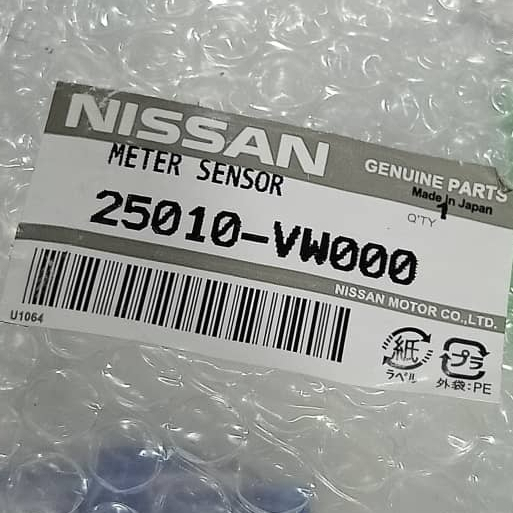 NISSAN
GENUINE PARTS
METER SENSOR
Made in Japan
Q'TY 1
25010-VW000
NISSAN MOTOR CO.,LTD.
U1064
紙
ラベル
プラ
外袋:PE